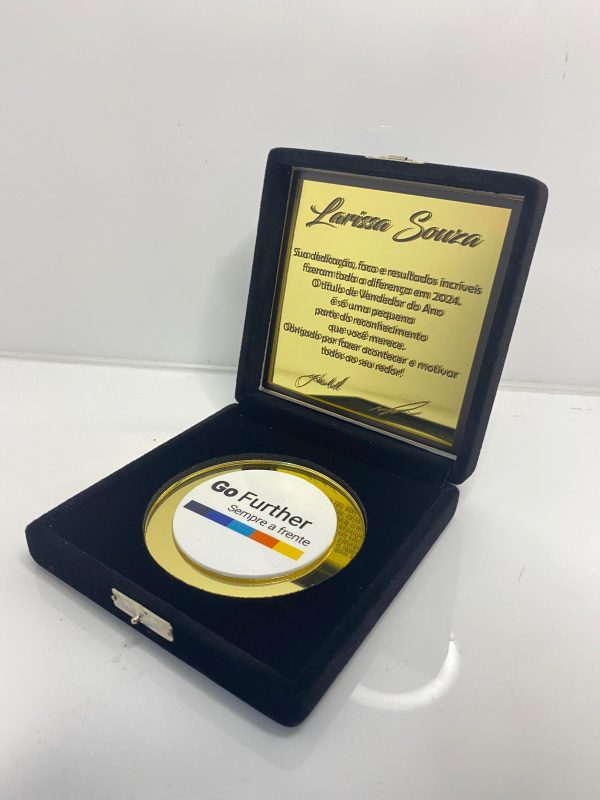 Larissa Souza
Sua dedicação, foco e resultados incríveis
fizeram toda a diferença em 2024.
O título de Vendedor do Ano
é só uma pequena
parte do reconhecimento
que você merece.
Obrigado por fazer acontecer e motivar
todos ao seu redor!
Go Further
Sempre a frente